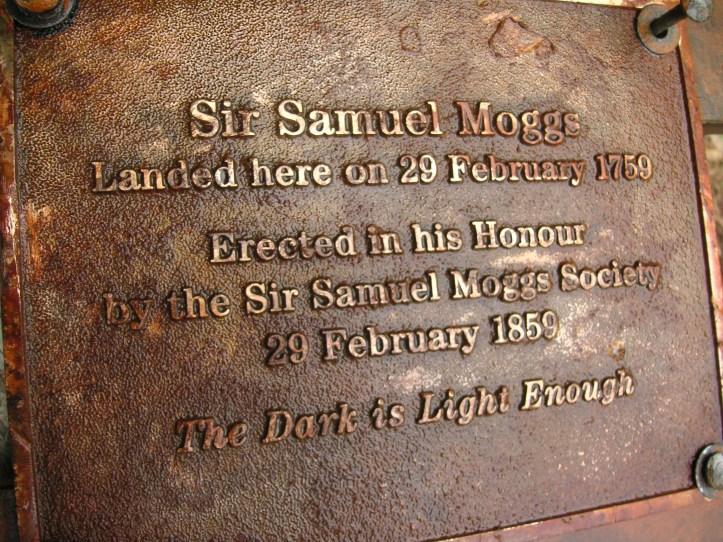 Sir Samuel Moggs
Landed here on 29 February 1759
Erected in his Honour
by the Sir Samuel Moggs Society
29 February 1859
The Dark is Light Enough